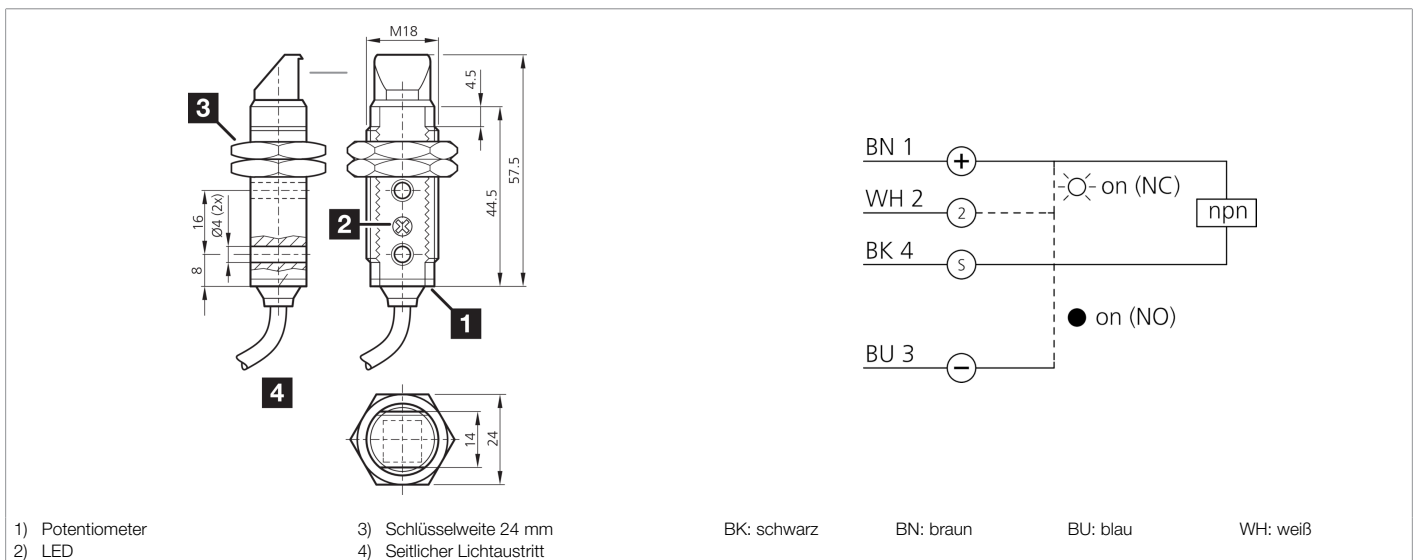 M18
4.5
3
57.5
44.5
16
Ø4 (2x)
2
8
1
4
14
24
BN 1
+
on (NC)
WH 2
2
npn
BK 4
S
on (NO)
BU 3
−
1) Potentiometer
2) LED
3) Schlüsselweite 24 mm
4) Seitlicher Lichtaustritt
BK: schwarz
BN: braun
BU: blau
WH: weiß